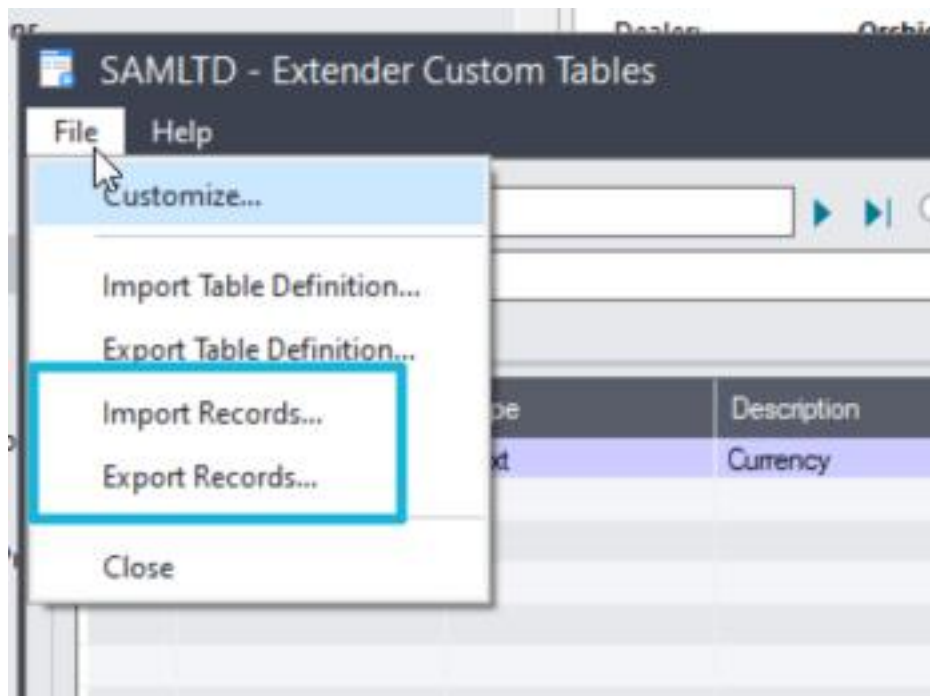 Dealer:
SAMLTD - Extender Custom Tables
File Help
Customize...
Import Table Definition...
Export Table Definition...
Import Records...
Export Records...
Close
Description
Currency